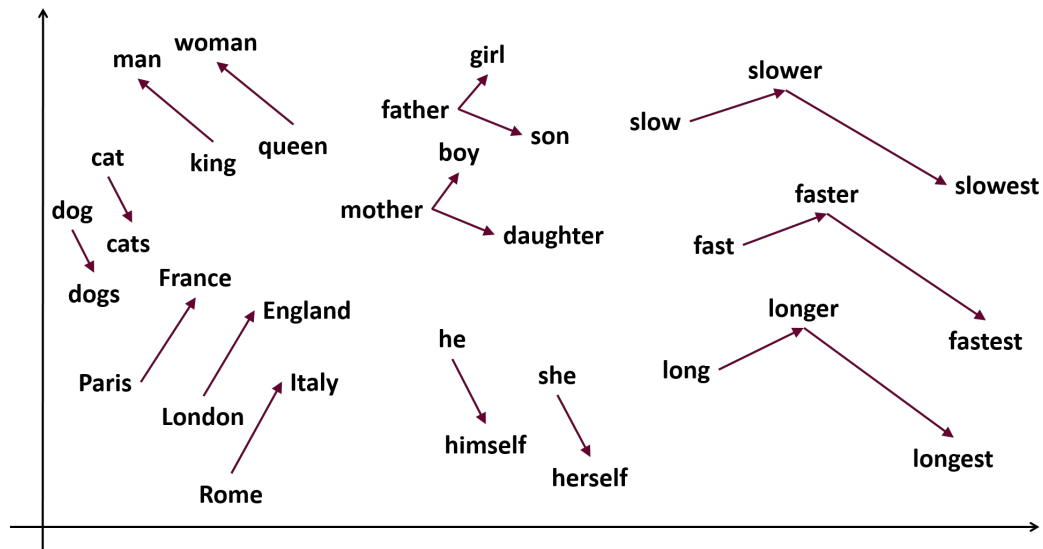 woman
man
king
queen
cat
cats
dog
dogs
France
Paris
England
London
Italy
Rome
girl
father
son
boy
mother
daughter
he
himself
she
herself
slower
slow
slowest
faster
fast
fastest
longer
long
longest